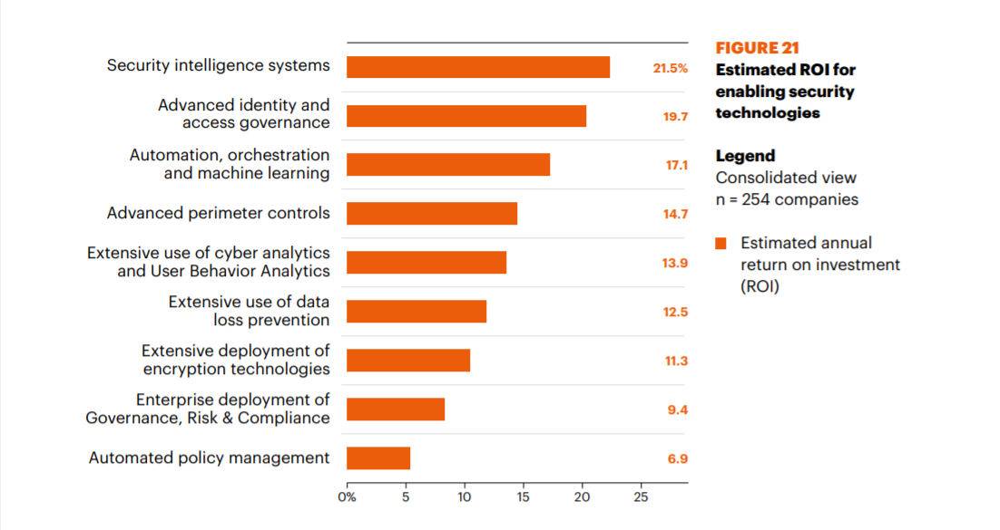 Security intelligence systems
21.5%
Advanced identity and
access governance
19.7
Automation, orchestration
and machine learning
17.1
Advanced perimeter controls
14.7
Extensive use of cyber analytics
and User Behavior Analytics
13.9
Extensive use of data
loss prevention
12.5
Extensive deployment of
encryption technologies
11.3
Enterprise deployment of
Governance, Risk & Compliance
9.4
Automated policy management
6.9
0% 5 10 15 20 25
FIGURE 21
Estimated ROI for
enabling security
technologies
Legend
Consolidated view
n = 254 companies
Estimated annual
return on investment
(ROI)